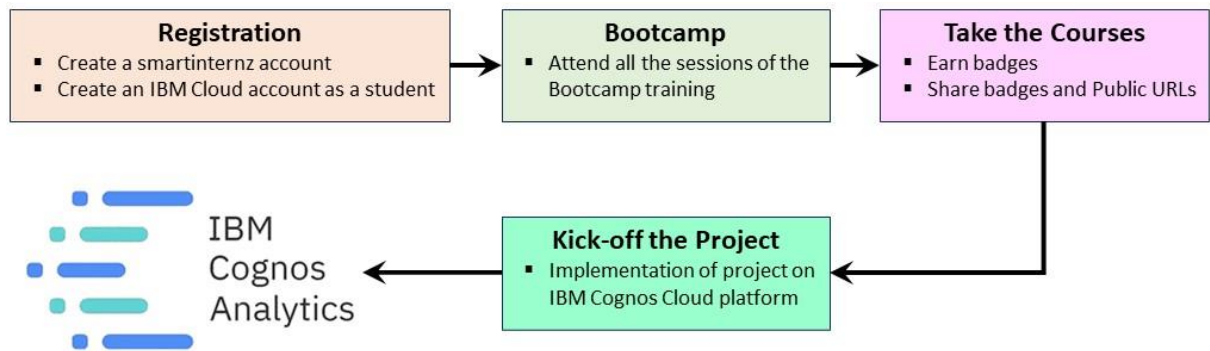 Registration
▪ Create a smartinternz account
▪ Create an IBM Cloud account as a student
Bootcamp
▪ Attend all the sessions of the
Bootcamp training
Take the Courses
▪ Earn badges
▪ Share badges and Public URLs
Kick-off the Project
▪ Implementation of project on
IBM Cognos Cloud platform
IBM
Cognos
Analytics